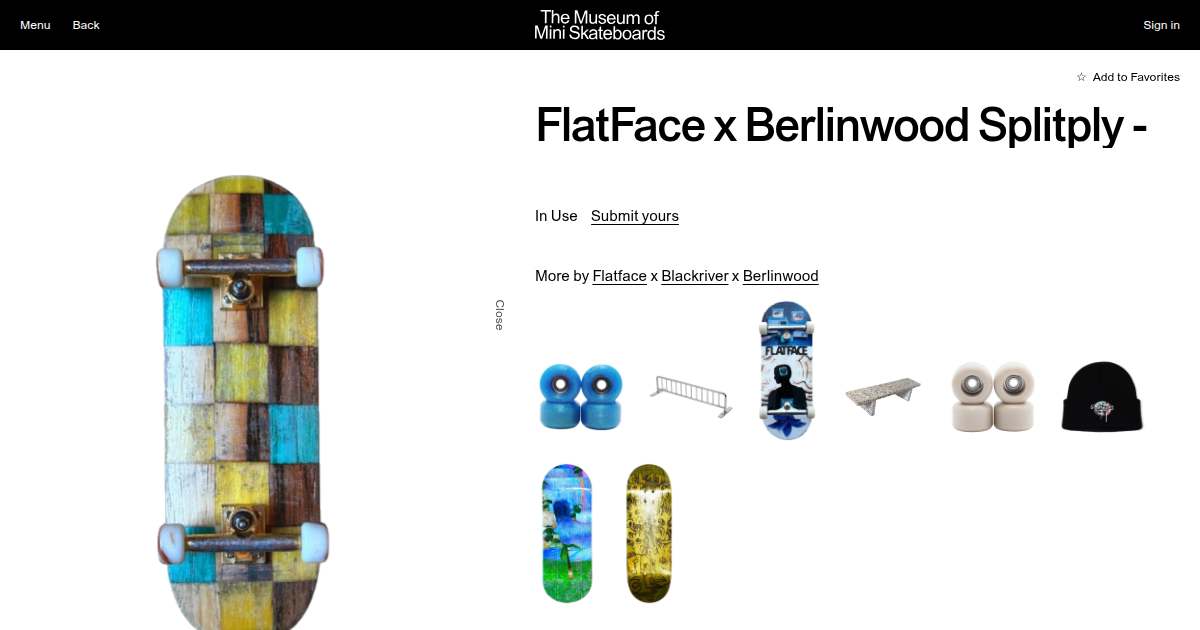 Menu
Back
The Museum of
Mini Skateboards
Sign in
☆ Add to Favorites
FlatFace x Berlinwood Splitply -
In Use Submit yours
More by Flatface x Blackriver x Berlinwood
Close
FLATFACE